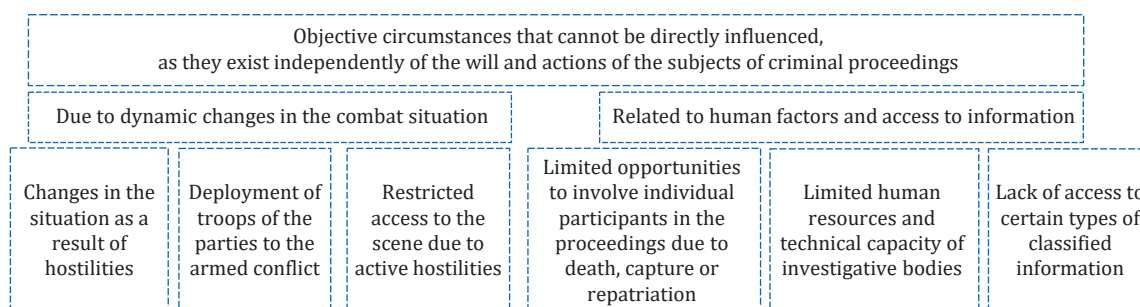 Objective circumstances that cannot be directly influenced,
as they exist independently of the will and actions of the subjects of criminal proceedings
Due to dynamic changes in the combat situation
Related to human factors and access to information
Changes in the
situation as a
result of
hostilities
Deployment of
troops of the
parties to the
armed conflict
Restricted
access to the
scene due to
active hostilities
Limited opportunities
to involve individual
participants in the
proceedings due to
death, capture or
repatriation
Limited human
resources and
technical capacity of
investigative bodies
Lack of access to
certain types of
classified
information